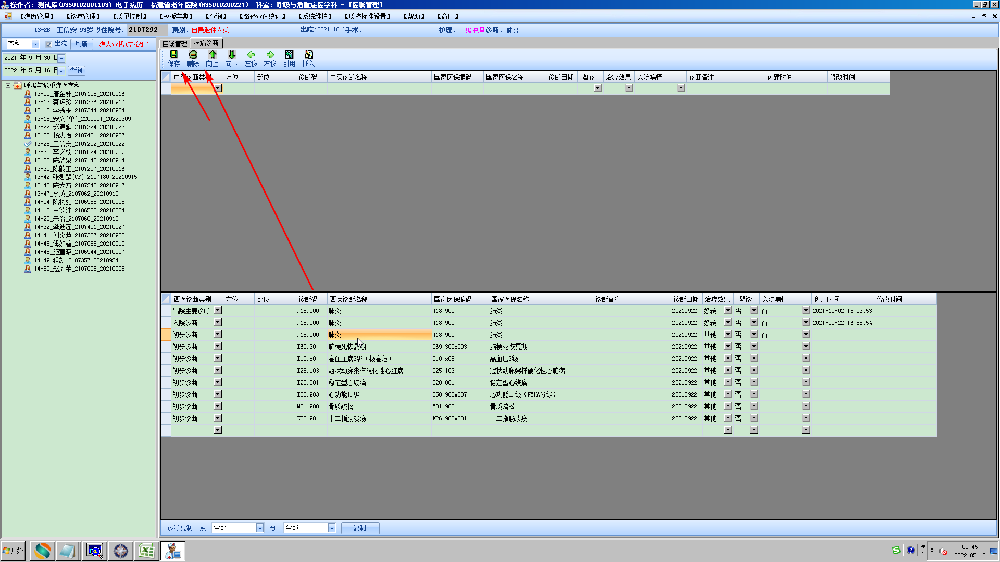 操作者: 测试库(D350102001103) 电子病历 福建省老年医院(H35010200227) 科室: 呼吸与危重症医学科 - [医嘱管理]
【病历管理】 【诊疗管理】 【质量控制】 【模板字典】 【查询】 【路径查询统计】 【系统维护】 【质控标准设置】 【帮助】 【窗口】
13-28 王信安 93岁 住院号: 2107292 费别: 自费退休人员 出院:2021-10-0 手术: 护理: I级护理 诊断: 肺炎
本科 出院 刷新 病人查找(空格键)
2021 年 9 月 30 日
2022 年 5 月 16 日 查询
呼吸与危重症医学科
13-09_唐金妹_2107195_20210916
13-12_蔡巧珍_2107226_20210917
13-13_李秀玉_2107344_20210924
13-15_安文[单]_2200001_20220309
13-22_赵道娟_2107324_20210923
13-25_杨洪治_2107421_20210927
13-28_王信安_2107292_20210922
13-30_李义桢_2107024_20210909
13-38_陈韵泉_2107143_20210914
13-39_陈韵玉_2107207_20210916
13-42_张鸾楚[CP]_2107180_20210915
13-45_陈大方_2107243_20210917
13-47_李英_2107062_20210910
14-04_陈彬如_2106988_20210908
14-12_王德纯_2106525_20210824
14-20_朱治_2107060_20210910
14-32_龚迪莲_2107401_20210927
14-41_刘炎萍_2107387_20210926
14-45_傅如碧_2107055_20210910
14-48_施萱昭_2106944_20210907
14-49_程凯_2107357_20210924
14-50_赵凤荣_2107008_20210908
医嘱管理 疾病诊断
保存 删除 向上 向下 左移 右移 引用 插入
中医诊断类别 方位 部位 诊断码 中医诊断名称 国家医保编码 国家医保名称 诊断日期 疑诊 治疗效果 入院病情 诊断备注 创建时间 修改时间
西医诊断类别 方位 部位 诊断码 西医诊断名称 国家医保编码 国家医保名称 诊断备注 诊断日期 治疗效果 疑诊 入院病情 创建时间 修改时间
出院主要诊断 J18.900 肺炎 J18.900 肺炎 20210922 好转 否 有 2021-10-02 15:03:53
入院诊断 J18.900 肺炎 J18.900 肺炎 20210922 好转 否 有 2021-09-22 16:55:54
初步诊断 J18.900 肺炎 J18.900 肺炎 20210922 其他 否 有
初步诊断 I69.30... 脑梗死恢复期 I69.300x003 脑梗死恢复期 20210922 其他 否
初步诊断 I10.x0... 高血压病3级（极高危） I10.x05 高血压3级 20210922 其他 否
初步诊断 I25.103 冠状动脉粥样硬化性心脏病 I25.103 冠状动脉粥样硬化性心脏病 20210922 其他 否
初步诊断 I20.801 稳定型心绞痛 I20.801 稳定型心绞痛 20210922 其他 否
初步诊断 I50.903 心功能II级 I50.900x007 心功能II级（NYHA分级） 20210922 其他 否
初步诊断 M81.900 骨质疏松 M81.900 骨质疏松 20210922 其他 否
初步诊断 K26.90... 十二指肠溃疡 K26.900x001 十二指肠溃疡 20210922 其他 否
诊断复制: 从 全部 到 全部 复制
开始 SQL 09:45
2022-05-16